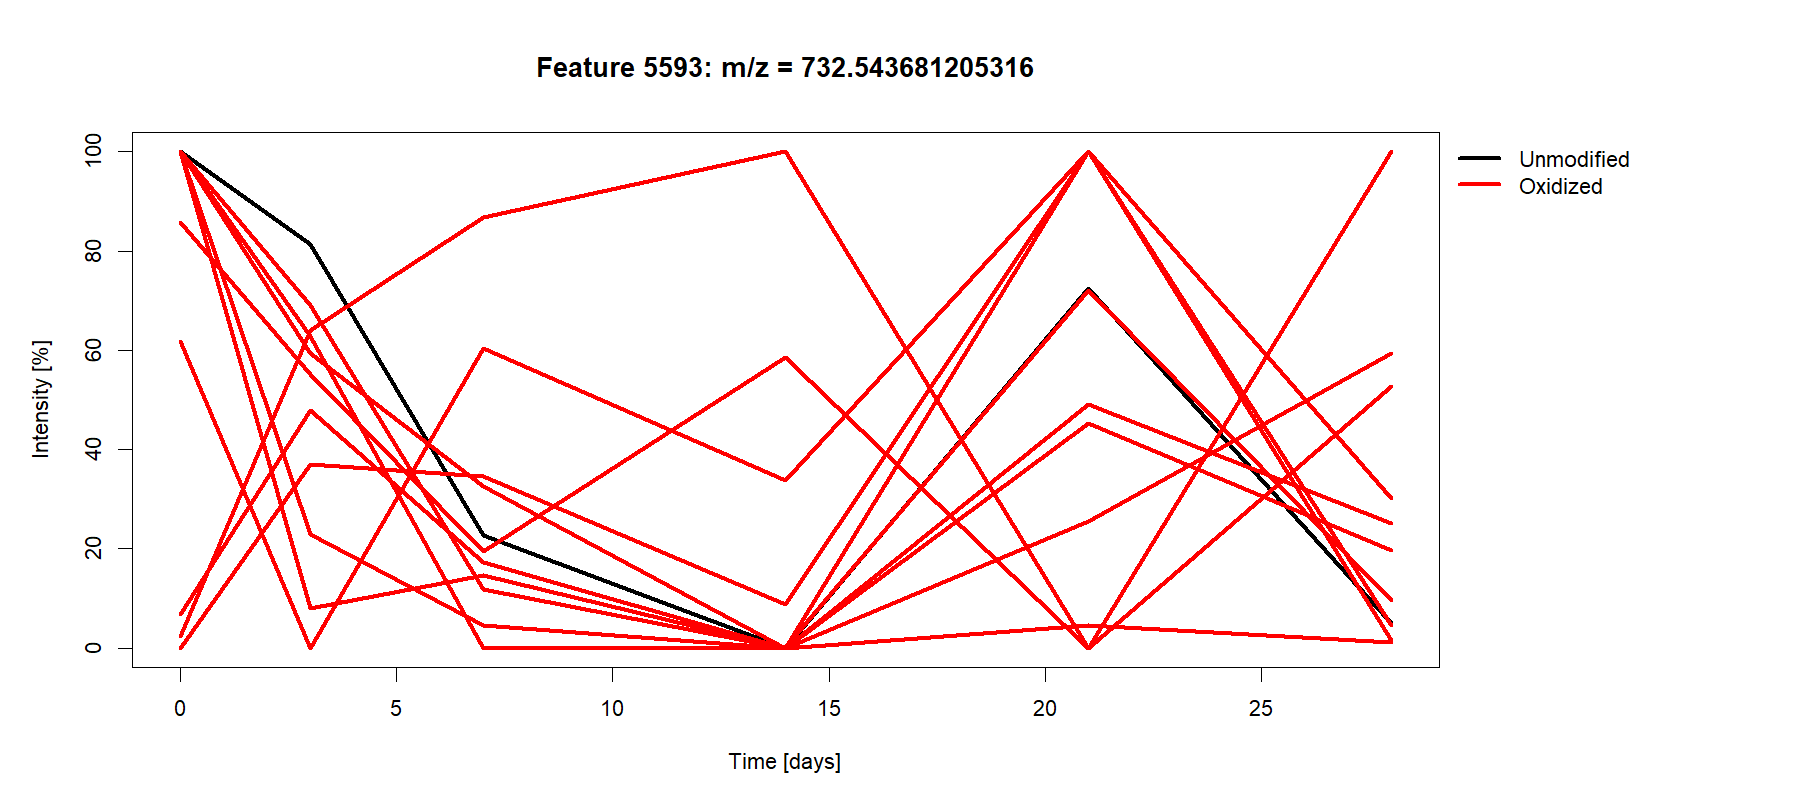 Feature 5593: m/z = 732.543681205316
Unmodified
Oxidized
Intensity [%]
100
80
60
40
20
0
0 5 10 15 20 25
Time [days]